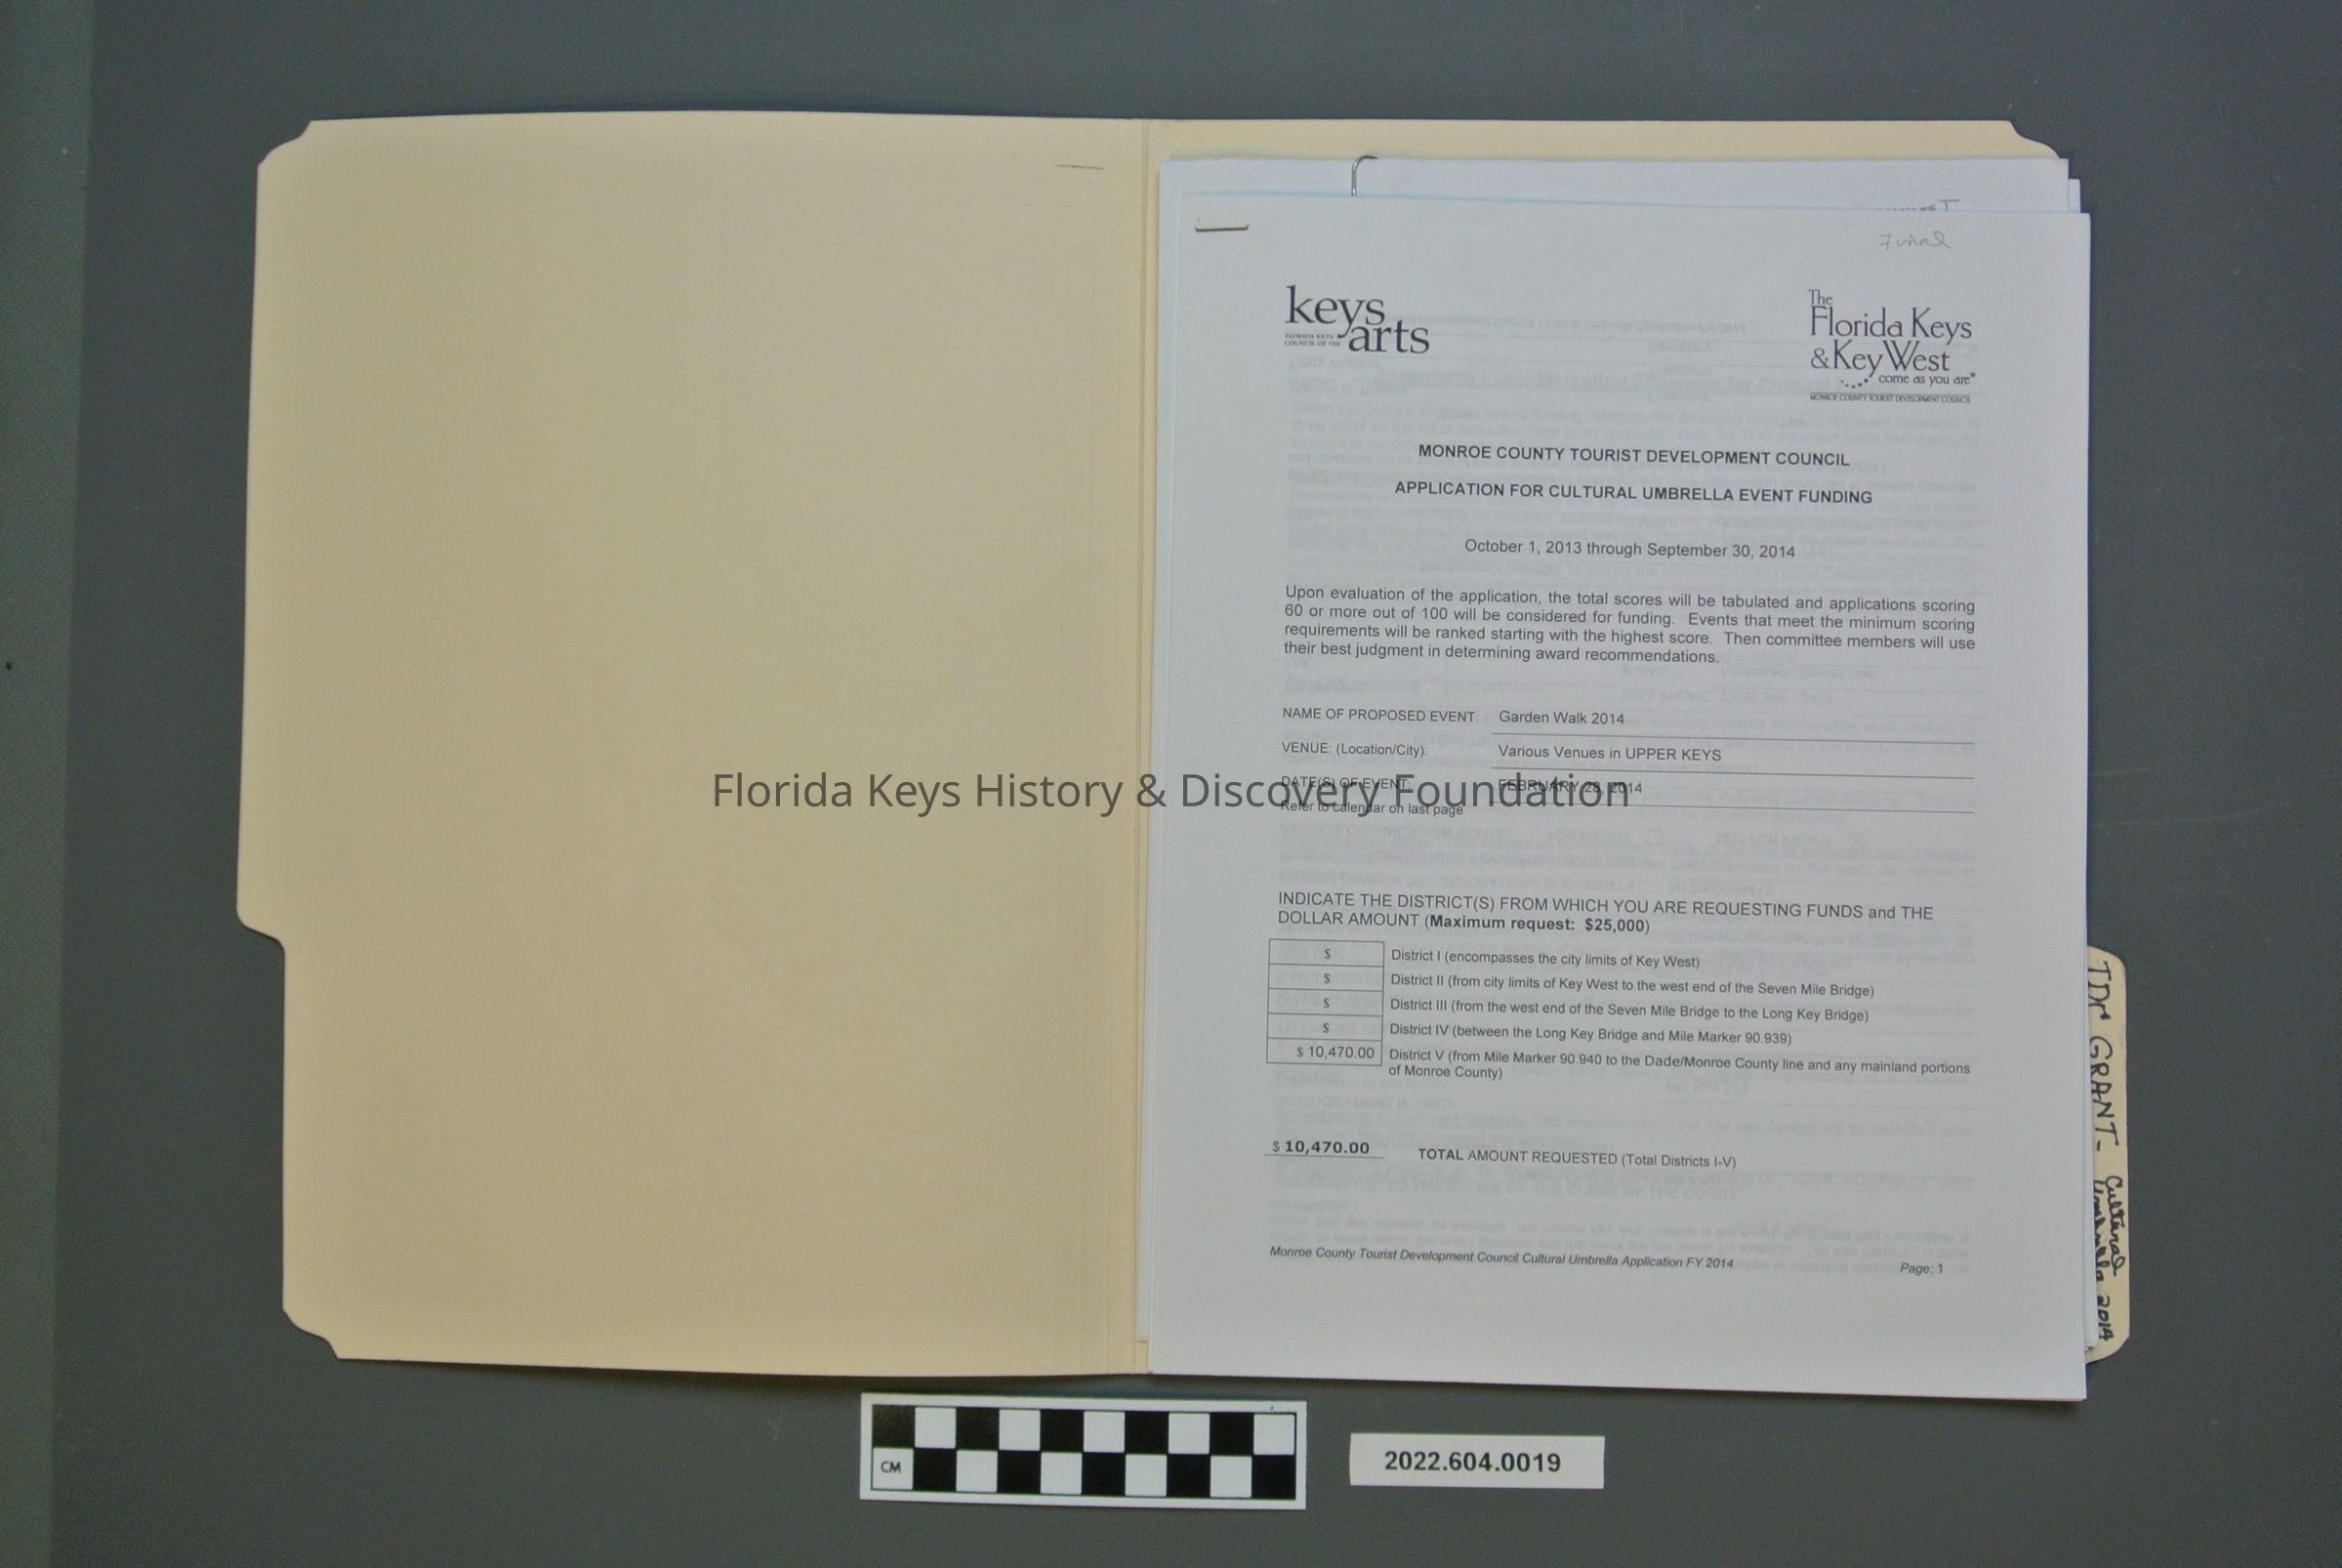 Final
keys
arts
FLORIDA KEYS
COUNCIL OF THE
The
Florida Keys
& Key West
come as you are®
MONROE COUNTY TOURIST DEVELOPMENT COUNCIL
MONROE COUNTY TOURIST DEVELOPMENT COUNCIL
APPLICATION FOR CULTURAL UMBRELLA EVENT FUNDING
October 1, 2013 through September 30, 2014
Upon evaluation of the application, the total scores will be tabulated and applications scoring
60 or more out of 100 will be considered for funding. Events that meet the minimum scoring
requirements will be ranked starting with the highest score. Then committee members will use
their best judgment in determining award recommendations.
NAME OF PROPOSED EVENT: Garden Walk 2014
VENUE: (Location/City): Various Venues in UPPER KEYS
DATE(S) OF EVENT: FEBRUARY 28, 2014
Refer to calendar on last page
Florida Keys History & Discovery Foundation
INDICATE THE DISTRICT(S) FROM WHICH YOU ARE REQUESTING FUNDS and THE
DOLLAR AMOUNT (Maximum request: $25,000)
$ District I (encompasses the city limits of Key West)
$ District II (from city limits of Key West to the west end of the Seven Mile Bridge)
$ District III (from the west end of the Seven Mile Bridge to the Long Key Bridge)
$ District IV (between the Long Key Bridge and Mile Marker 90.939)
$ 10,470.00 District V (from Mile Marker 90.940 to the Dade/Monroe County line and any mainland portions
of Monroe County)
$ 10,470.00 TOTAL AMOUNT REQUESTED (Total Districts I-V)
Monroe County Tourist Development Council Cultural Umbrella Application FY 2014 Page: 1
TDC GRANT- Cultural
Umbrella 2014
CM
2022.604.0019